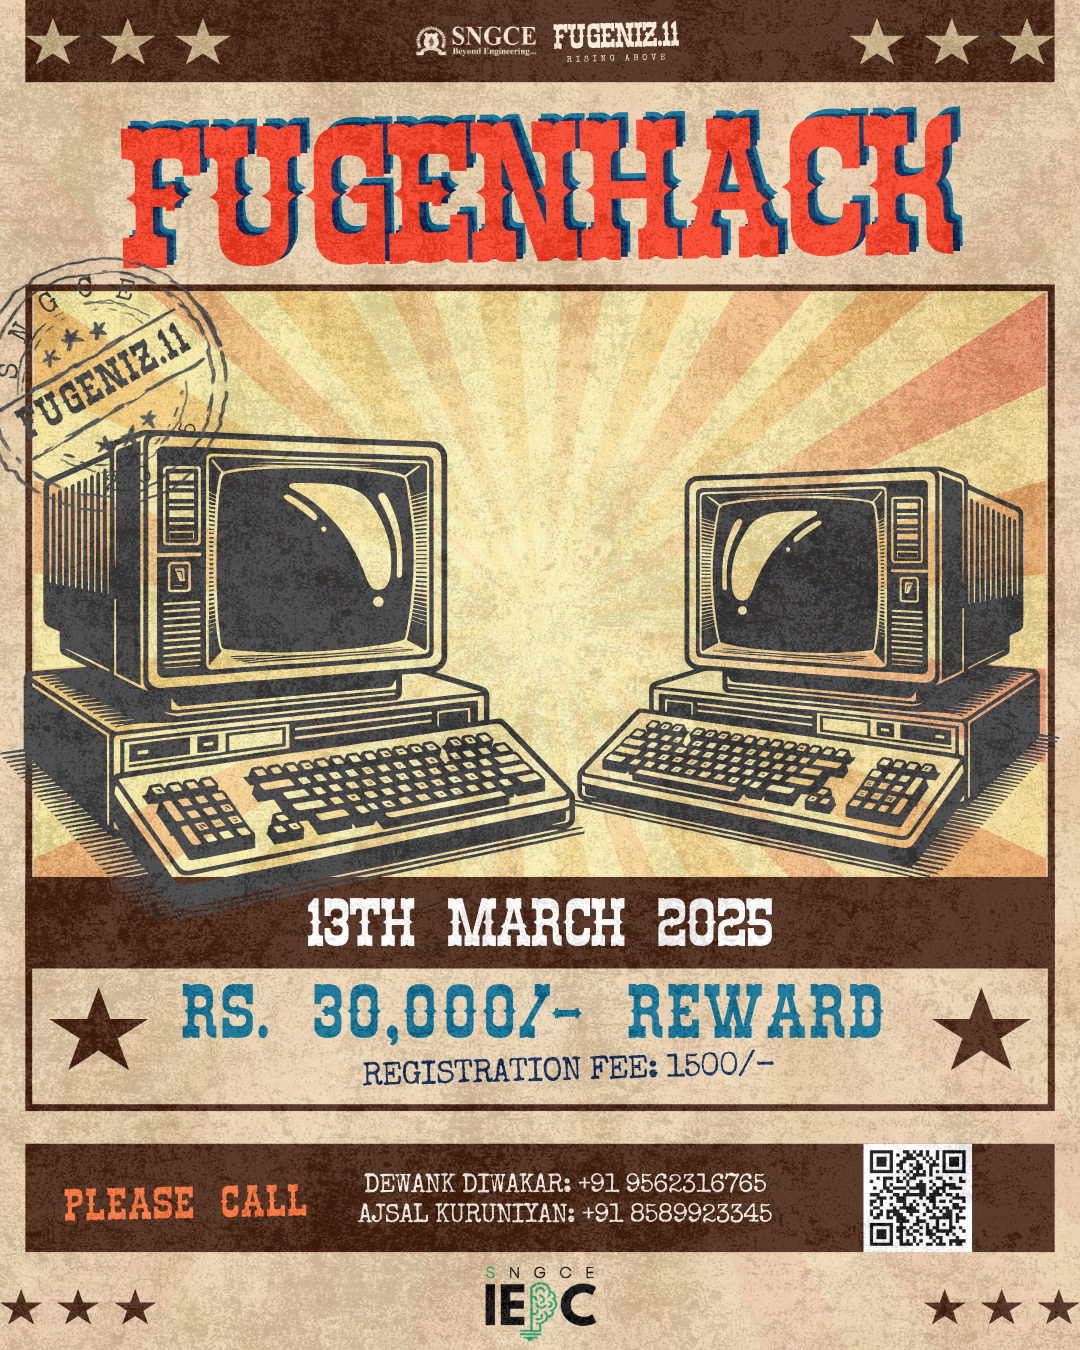 SNGCE
Beyond Engineering...
FUGENIZ.11
RISING ABOVE
FUGENHACK
SNGCE
FUGENIZ.11
13TH MARCH 2025
RS. 30,000/- REWARD
REGISTRATION FEE: 1500/-
PLEASE CALL
DEWANK DIWAKAR: +91 9562316765
AJSAL KURUNIYAN: +91 8589923345
SNGCE
IEDC